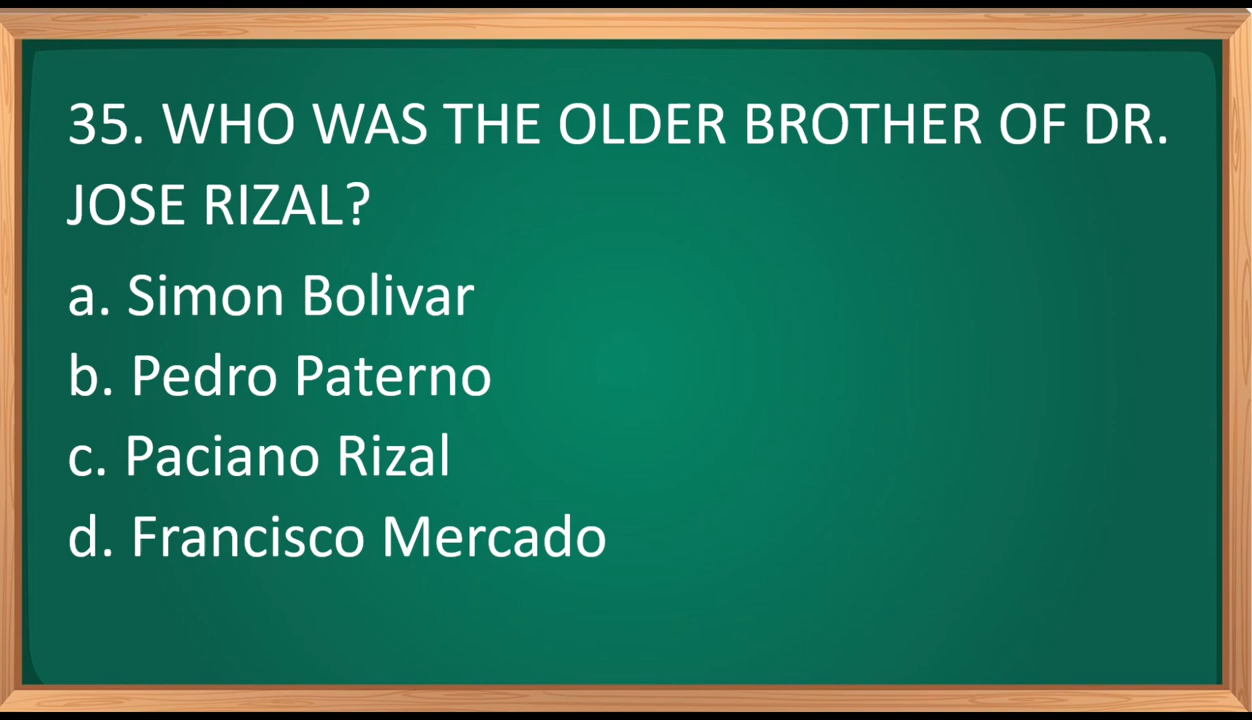 35. WHO WAS THE OLDER BROTHER OF DR.
JOSE RIZAL?
a. Simon Bolivar
b. Pedro Paterno
c. Paciano Rizal
d. Francisco Mercado